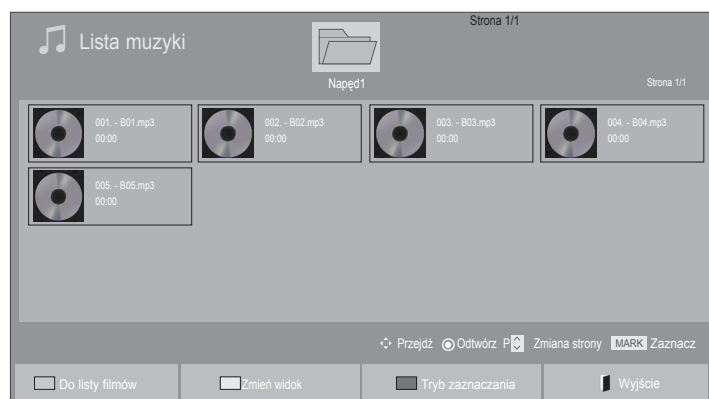 Strona 1/1
Lista muzyki
Napęd1
Strona 1/1
001. - B01.mp3
00:00
002. - B02.mp3
00:00
003. - B03.mp3
00:00
004. - B04.mp3
00:00
005. - B05.mp3
00:00
Przejdź Odtwórz P Zmiana strony MARK Zaznacz
Do listy filmów Zmień widok Tryb zaznaczania Wyjście